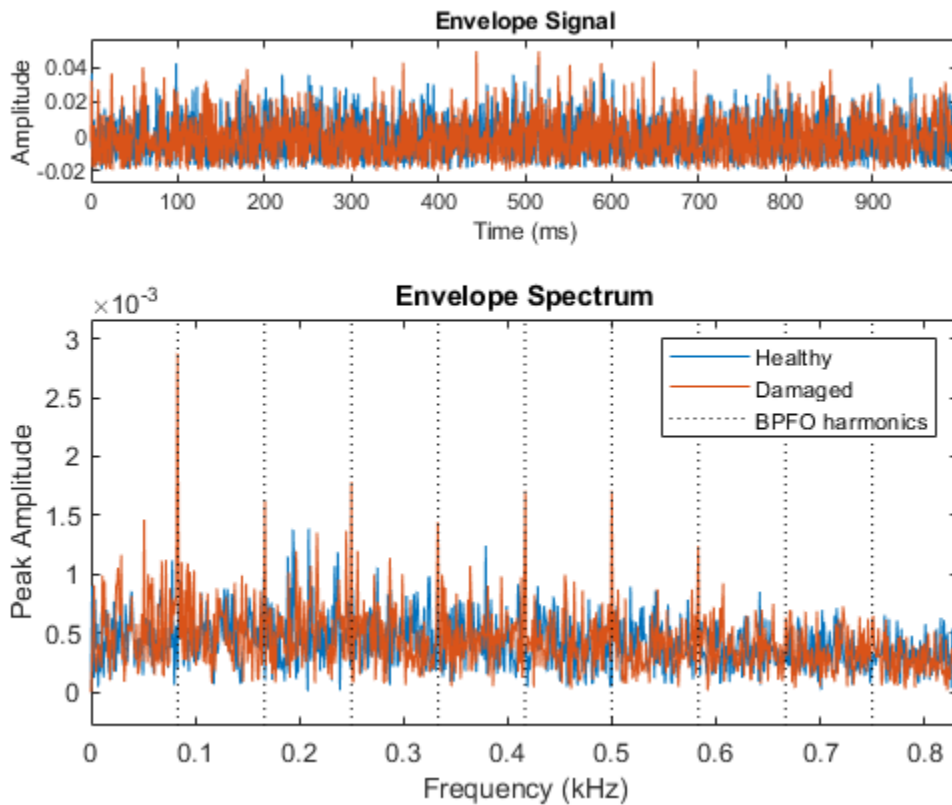 Envelope Signal
Amplitude
0.04
0.02
0
-0.02
0 100 200 300 400 500 600 700 800 900
Time (ms)
Envelope Spectrum
×10-3
Peak Amplitude
3
2.5
2
1.5
1
0.5
0
Healthy
Damaged
BPFO harmonics
0 0.1 0.2 0.3 0.4 0.5 0.6 0.7 0.8
Frequency (kHz)